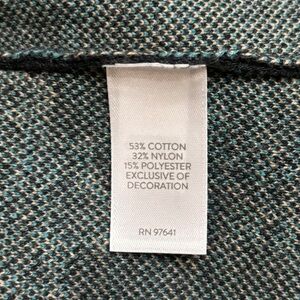 53% COTTON
32% NYLON
15% POLYESTER
EXCLUSIVE OF
DECORATION
RN 97641